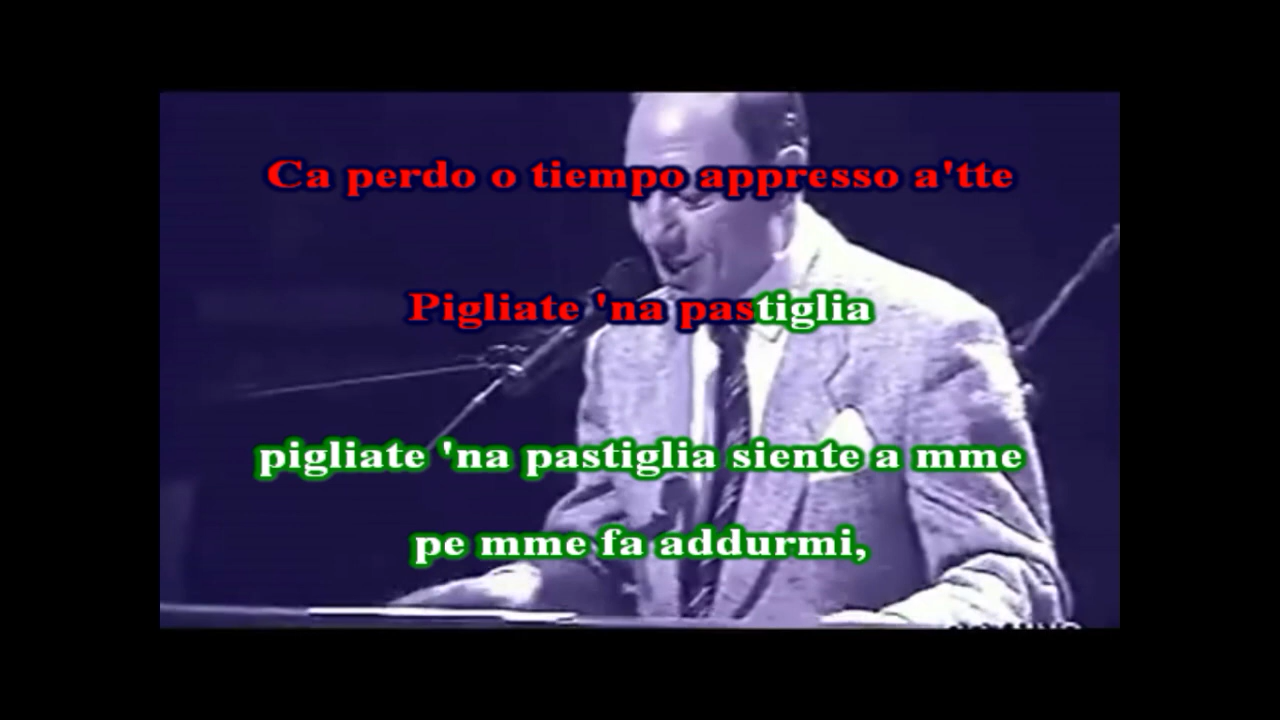 Ca perdo o tiempo appresso a'tte
Pigliate 'na pastiglia
pigliate 'na pastiglia siente a mme
pe mme fa addurmi,